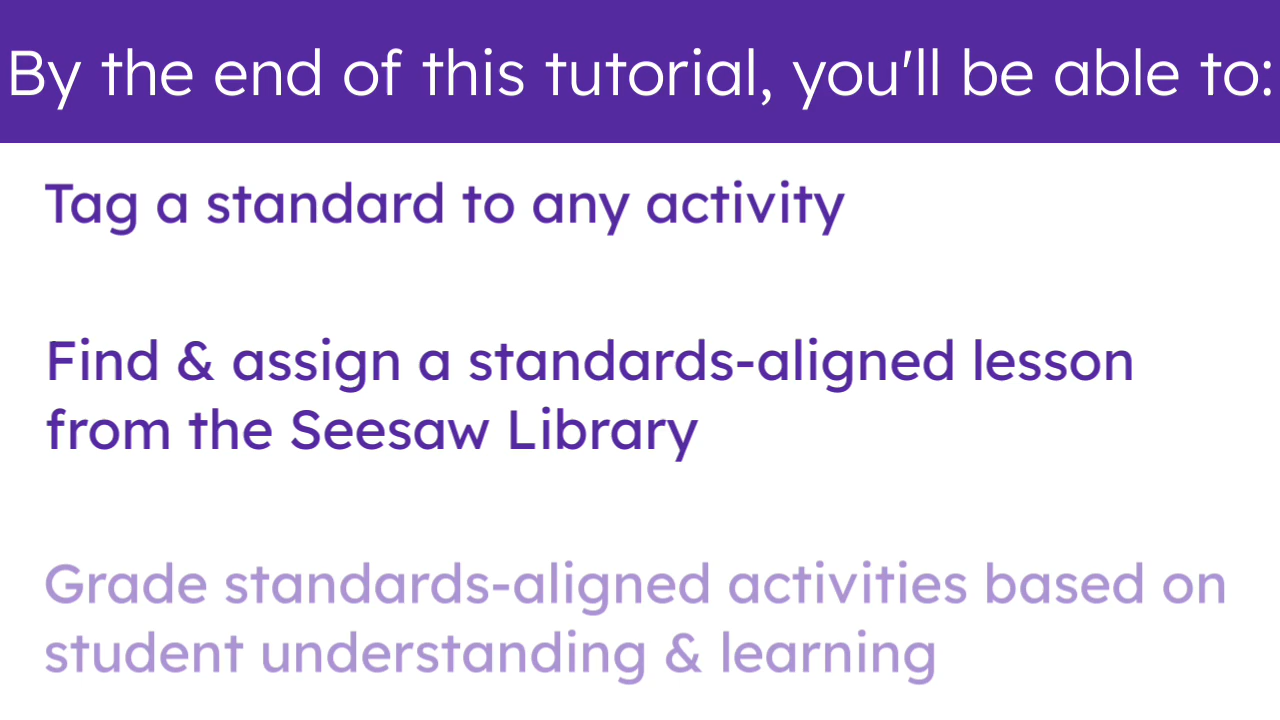 By the end of this tutorial, you'll be able to:
Tag a standard to any activity
Find & assign a standards-aligned lesson
from the Seesaw Library
Grade standards-aligned activities based on
student understanding & learning